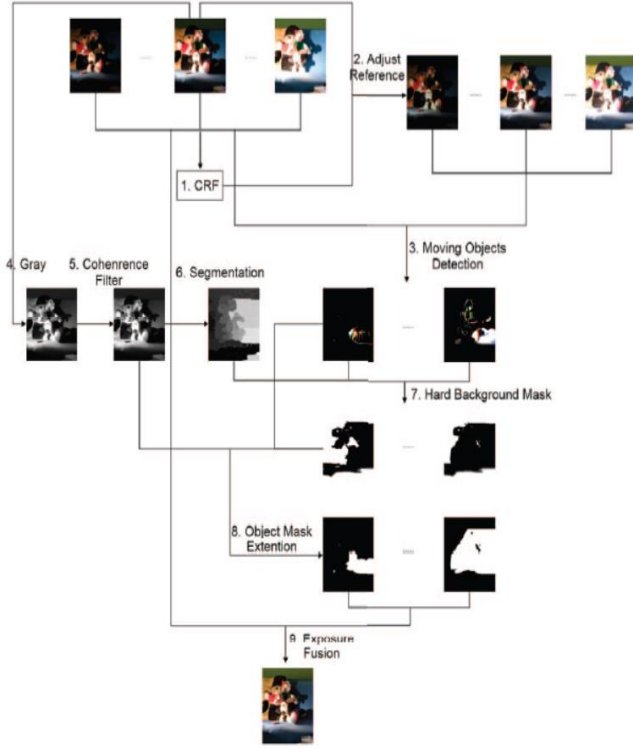 2. Adjust
Reference
1. CRF
3. Moving Objects
Detection
4. Gray
5. Cohenrence
Filter
6. Segmentation
7. Hard Background Mask
8. Object Mask
Extention
9. Exposure
Fusion